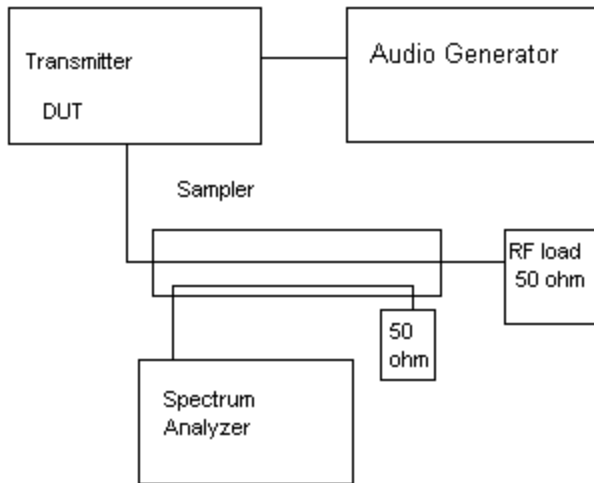 Transmitter
DUT
Audio Generator
Sampler
RF load
50 ohm
50
ohm
Spectrum
Analyzer